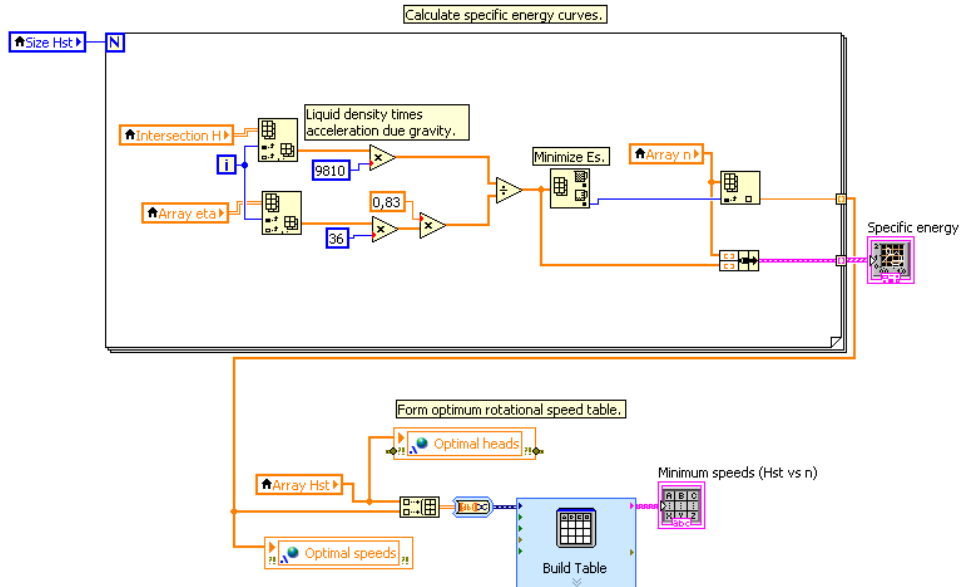 Calculate specific energy curves.
Size Hst
N
Liquid density times
acceleration due gravity.
Intersection H
i
9810
Minimize Es.
Array n
Array eta
0,83
36
Specific energy
Form optimum rotational speed table.
Optimal heads
Minimum speeds (Hst vs n)
Array Hst
Optimal speeds
Build Table